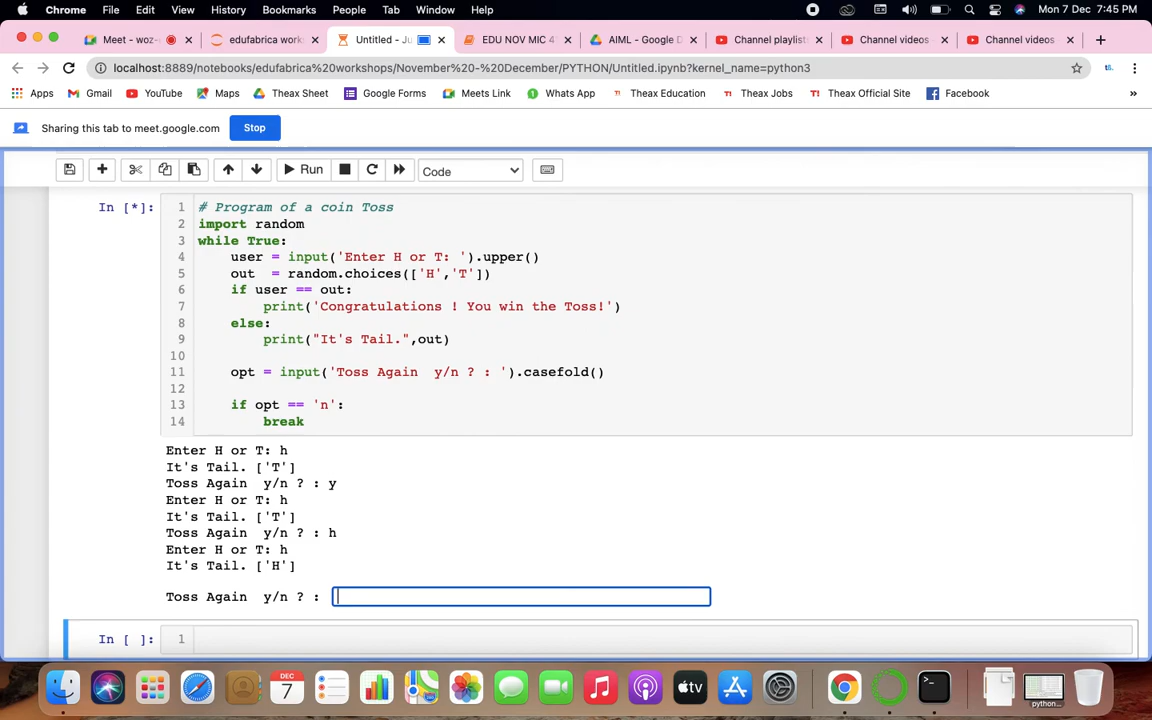 Chrome File Edit View History Bookmarks People Tab Window Help Mon 7 Dec 7:45 PM
Meet - woz- edufabrica work Untitled - Ju EDU NOV MIC 4 AIML - Google D Channel playlist Channel videos - Channel videos
localhost:8889/notebooks/edufabrica%20workshops/November%20-%20December/PYTHON/Untitled.ipynb?kernel_name=python3
Apps Gmail YouTube Maps Theax Sheet Google Forms Meets Link Whats App Theax Education Theax Jobs Theax Official Site Facebook »
Sharing this tab to meet.google.com Stop
Run Code
In [*]: 1 # Program of a coin Toss
2 import random
3 while True:
4 user = input('Enter H or T: ').upper()
5 out  = random.choices(['H','T'])
6 if user == out:
7 print('Congratulations ! You win the Toss!')
8 else:
9 print("It's Tail.",out)
10
11 opt = input('Toss Again  y/n ? : ').casefold()
12
13 if opt == 'n':
14 break
Enter H or T: h
It's Tail. ['T']
Toss Again  y/n ? : y
Enter H or T: h
It's Tail. ['T']
Toss Again  y/n ? : h
Enter H or T: h
It's Tail. ['H']
Toss Again  y/n ? :
In [ ]: 1
DEC
7
tv
python...